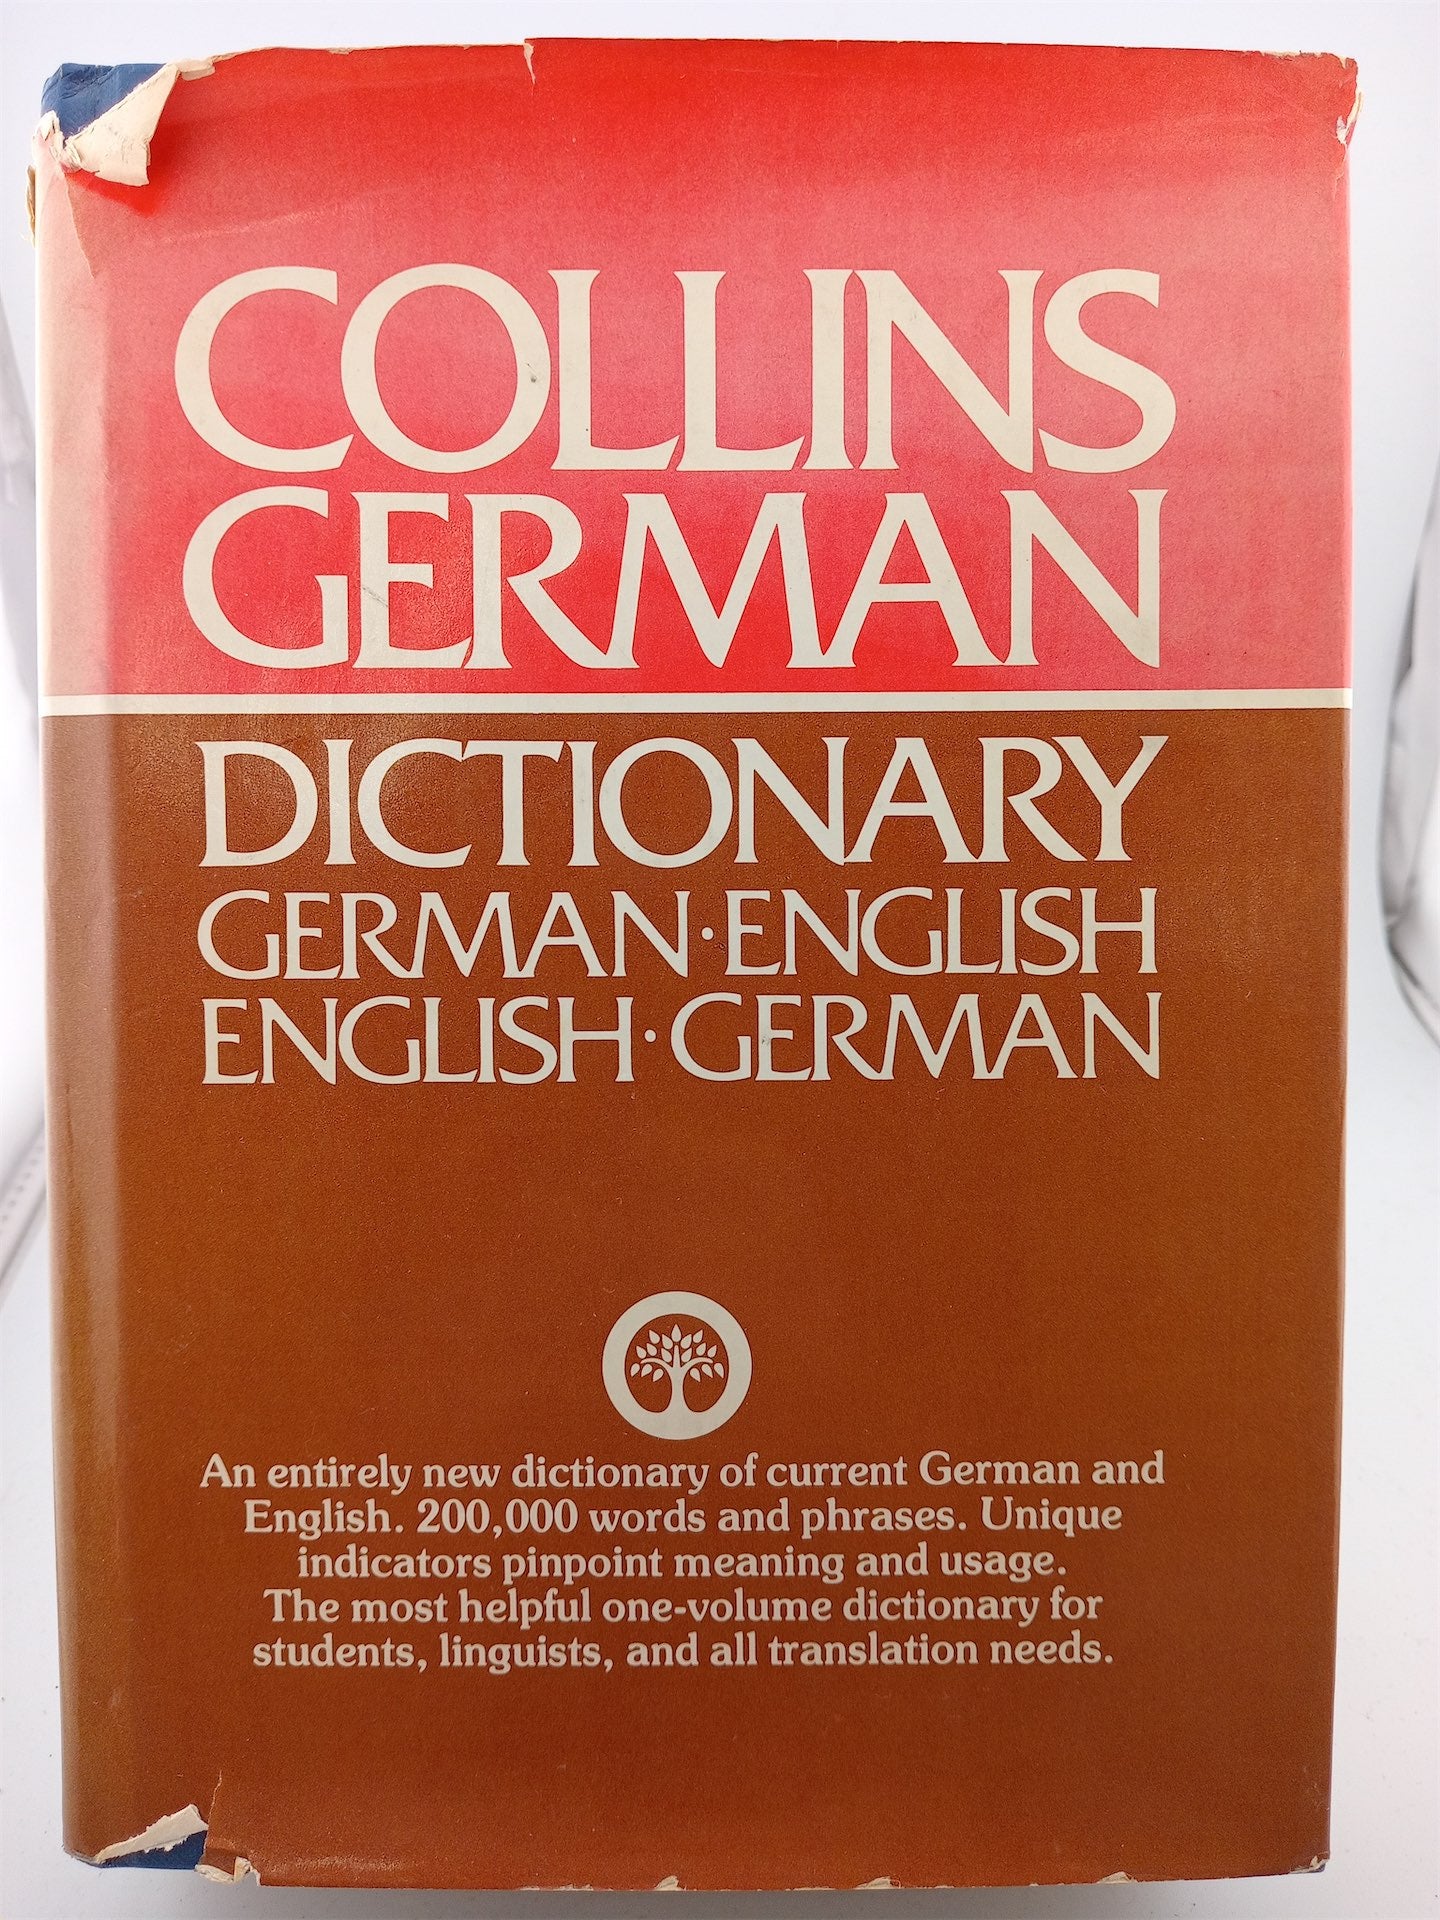 COLLINS
GERMAN
DICTIONARY
GERMAN·ENGLISH
ENGLISH·GERMAN
An entirely new dictionary of current German and
English. 200,000 words and phrases. Unique
indicators pinpoint meaning and usage.
The most helpful one-volume dictionary for
students, linguists, and all translation needs.